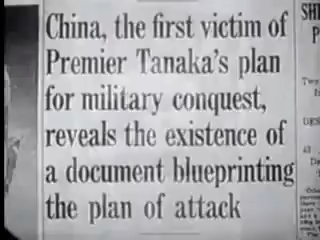 China, the first victim of
Premier Tanaka's plan
for military conquest,
reveals the existence of
a document blueprinting
the plan of attack